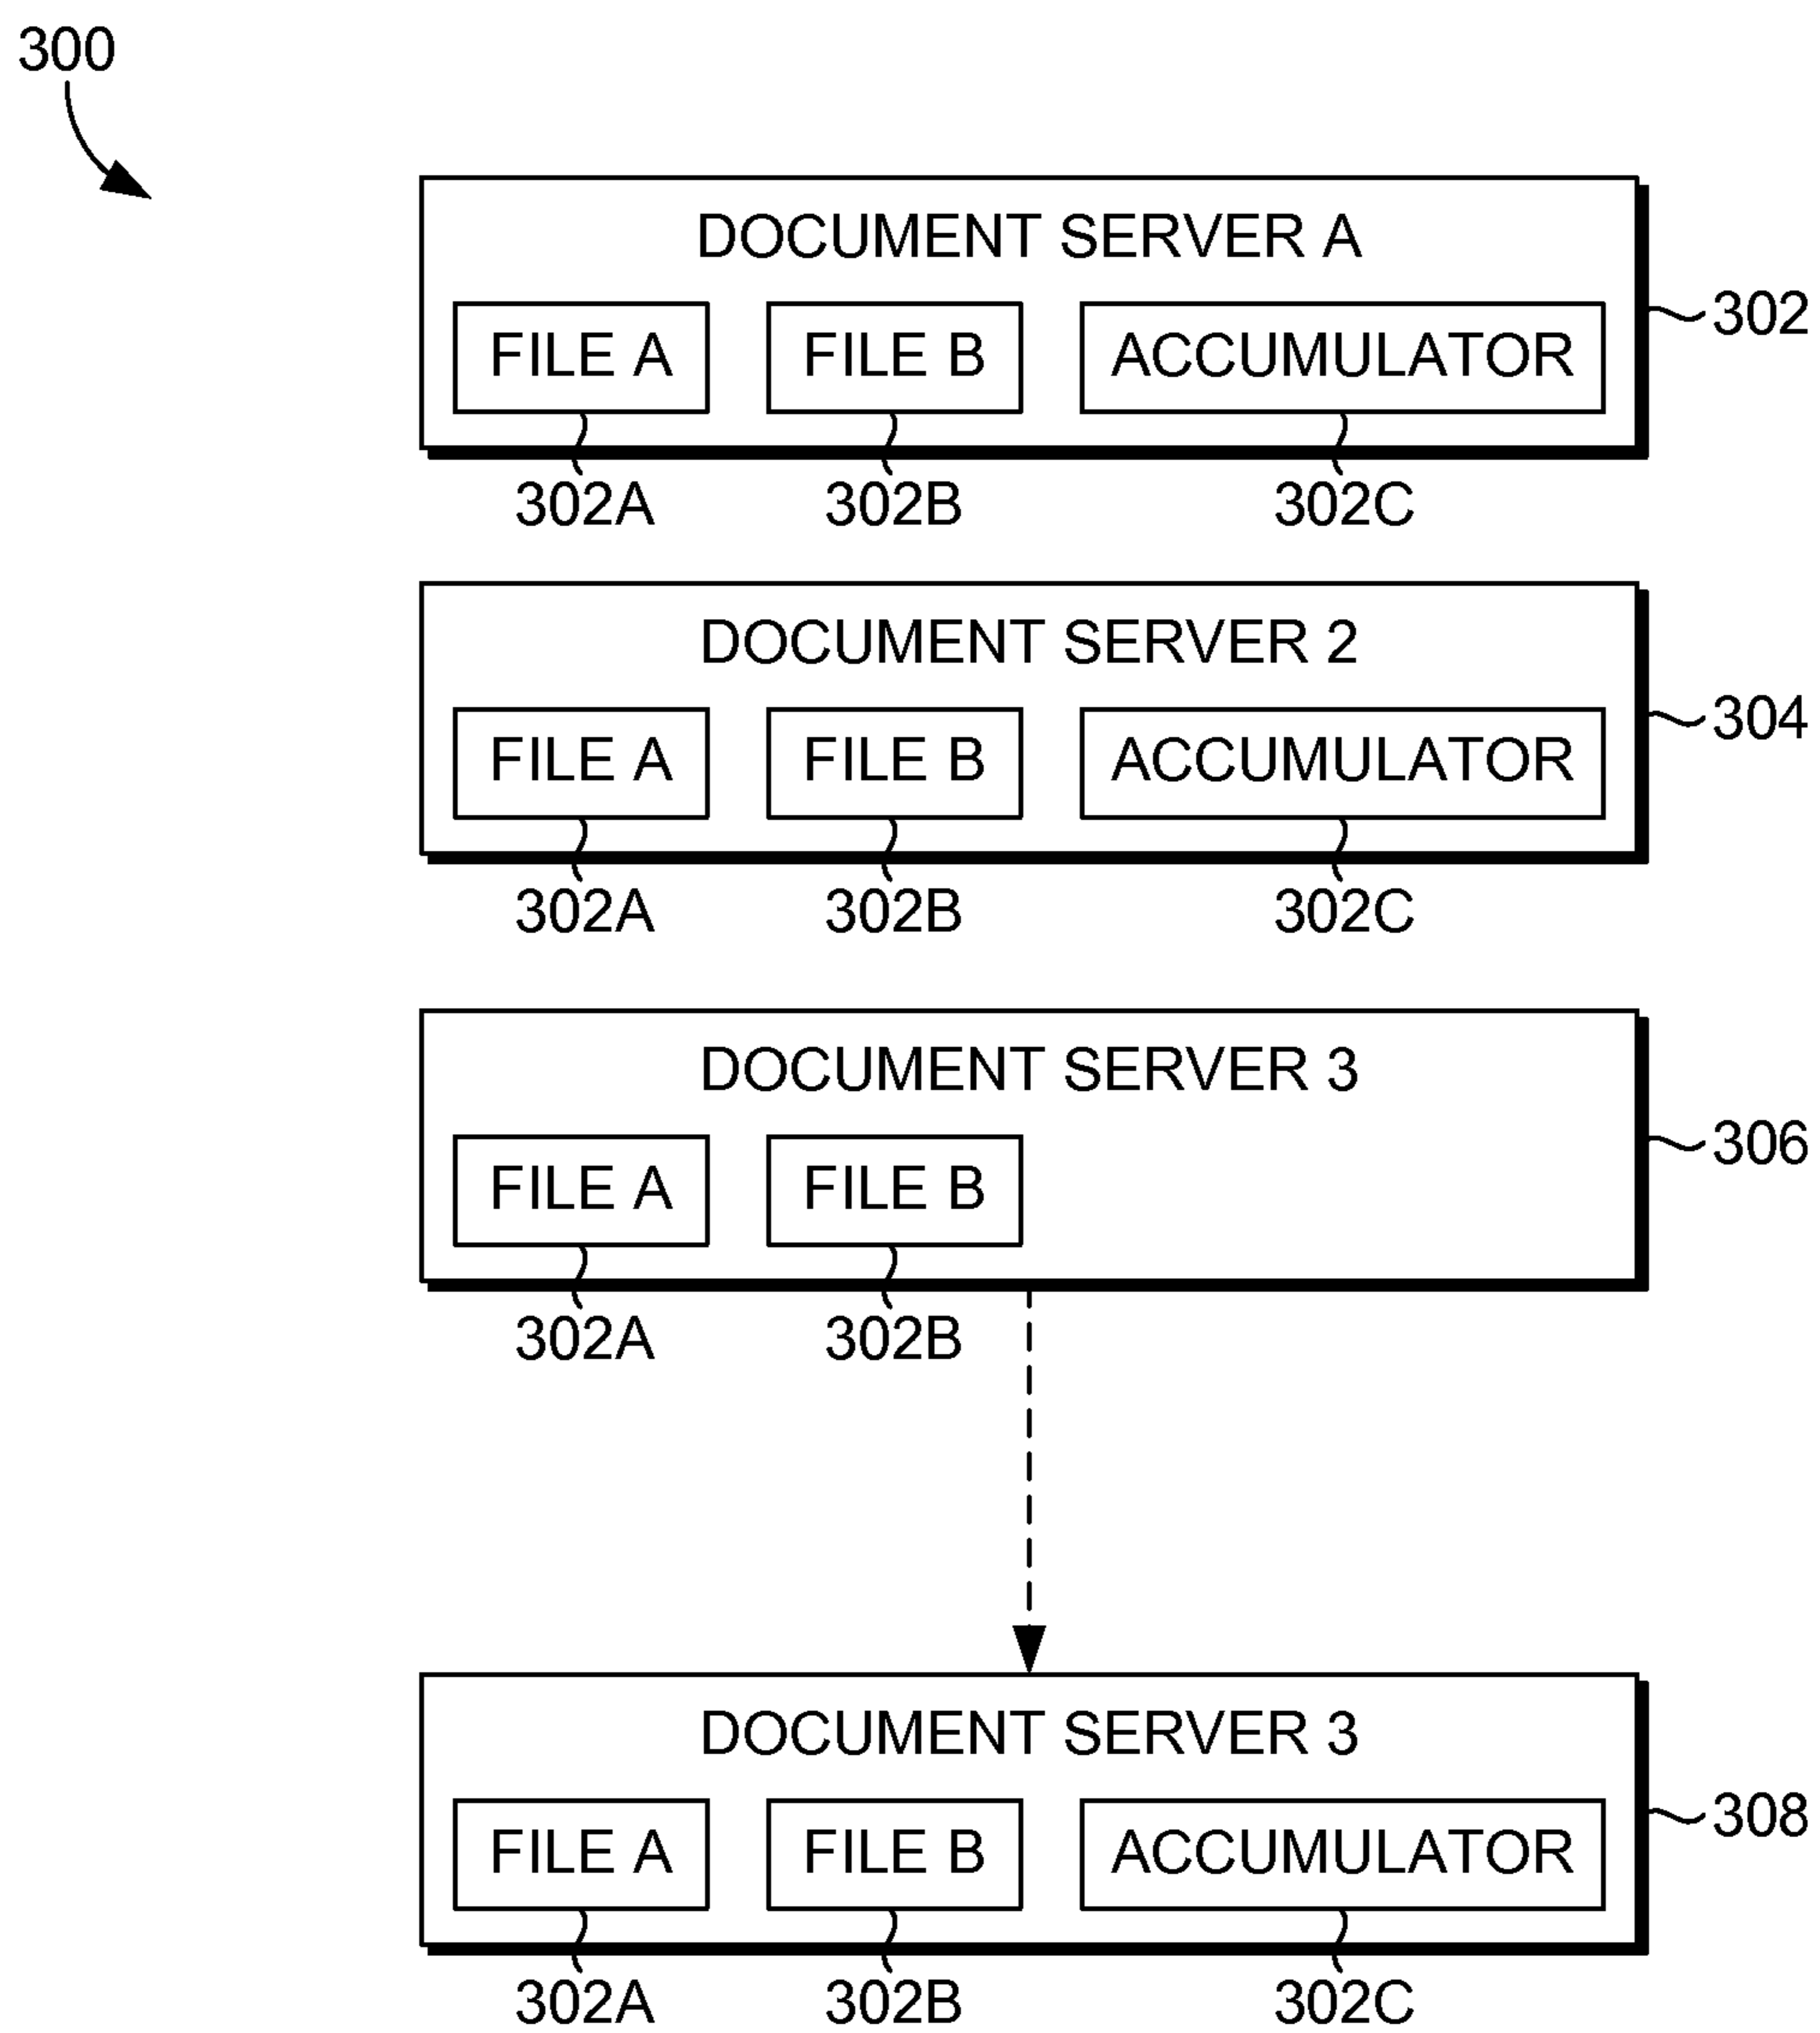 300
DOCUMENT SERVER A
FILE A FILE B ACCUMULATOR
302
302A 302B 302C
DOCUMENT SERVER 2
FILE A FILE B ACCUMULATOR
304
302A 302B 302C
DOCUMENT SERVER 3
FILE A FILE B
306
302A 302B
DOCUMENT SERVER 3
FILE A FILE B ACCUMULATOR
308
302A 302B 302C